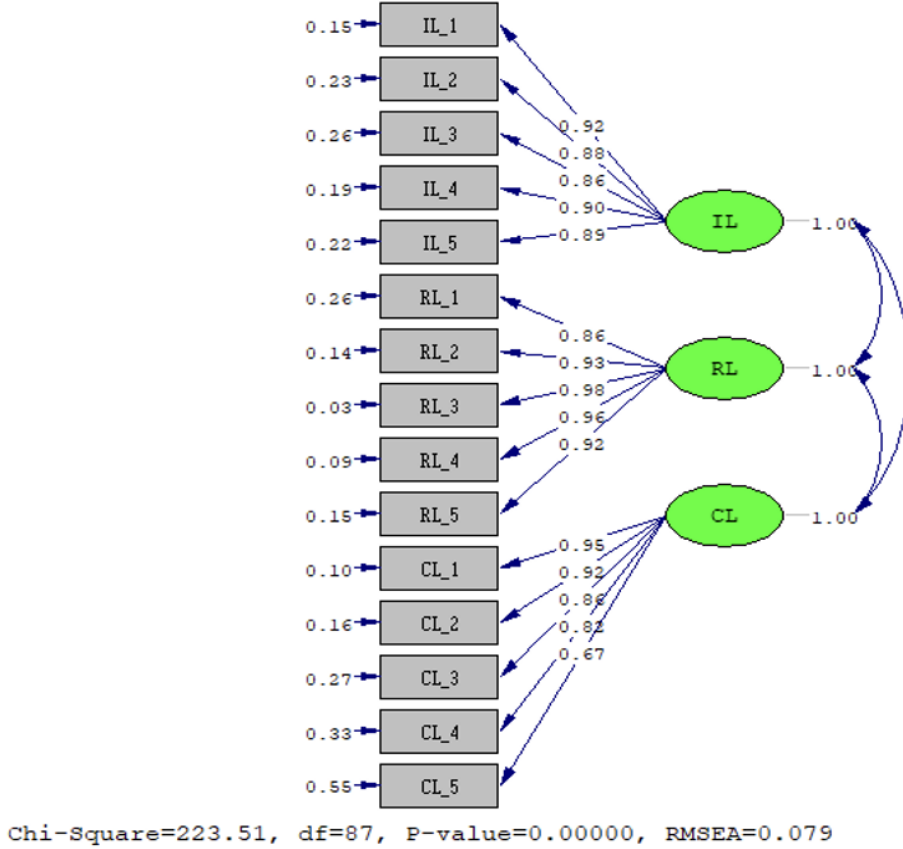 0.15 IL_1
0.23 IL_2
0.92
0.26 IL_3
0.88
0.86
0.19 IL_4
0.90
IL 1.00
0.22 IL_5
0.89
0.26 RL_1
0.86
0.14 RL_2
0.93
RL 1.00
0.98
0.03 RL_3
0.96
0.92
0.09 RL_4
0.15 RL_5
CL 1.00
0.95
0.10 CL_1
0.92
0.86
0.16 CL_2
0.82
0.67
0.27 CL_3
0.33 CL_4
0.55 CL_5
Chi-Square=223.51, df=87, P-value=0.00000, RMSEA=0.079